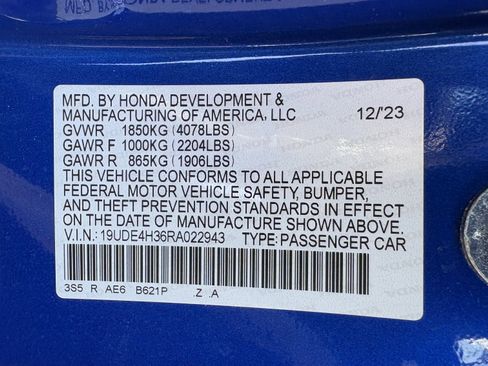 MFD. BY HONDA DEVELOPMENT &
MANUFACTURING OF AMERICA, LLC 12/'23
GVWR 1850KG(4078LBS)
GAWR F 1000KG(2204LBS)
GAWR R 865KG(1906LBS)
THIS VEHICLE CONFORMS TO ALL APPLICABLE
FEDERAL MOTOR VEHICLE SAFETY, BUMPER,
AND THEFT PREVENTION STANDARDS IN EFFECT
ON THE DATE OF MANUFACTURE SHOWN ABOVE.
V.I.N.: 19UDE4H36RA022943 TYPE:PASSENGER CAR
3S5 R AE6 B621P .Z .A